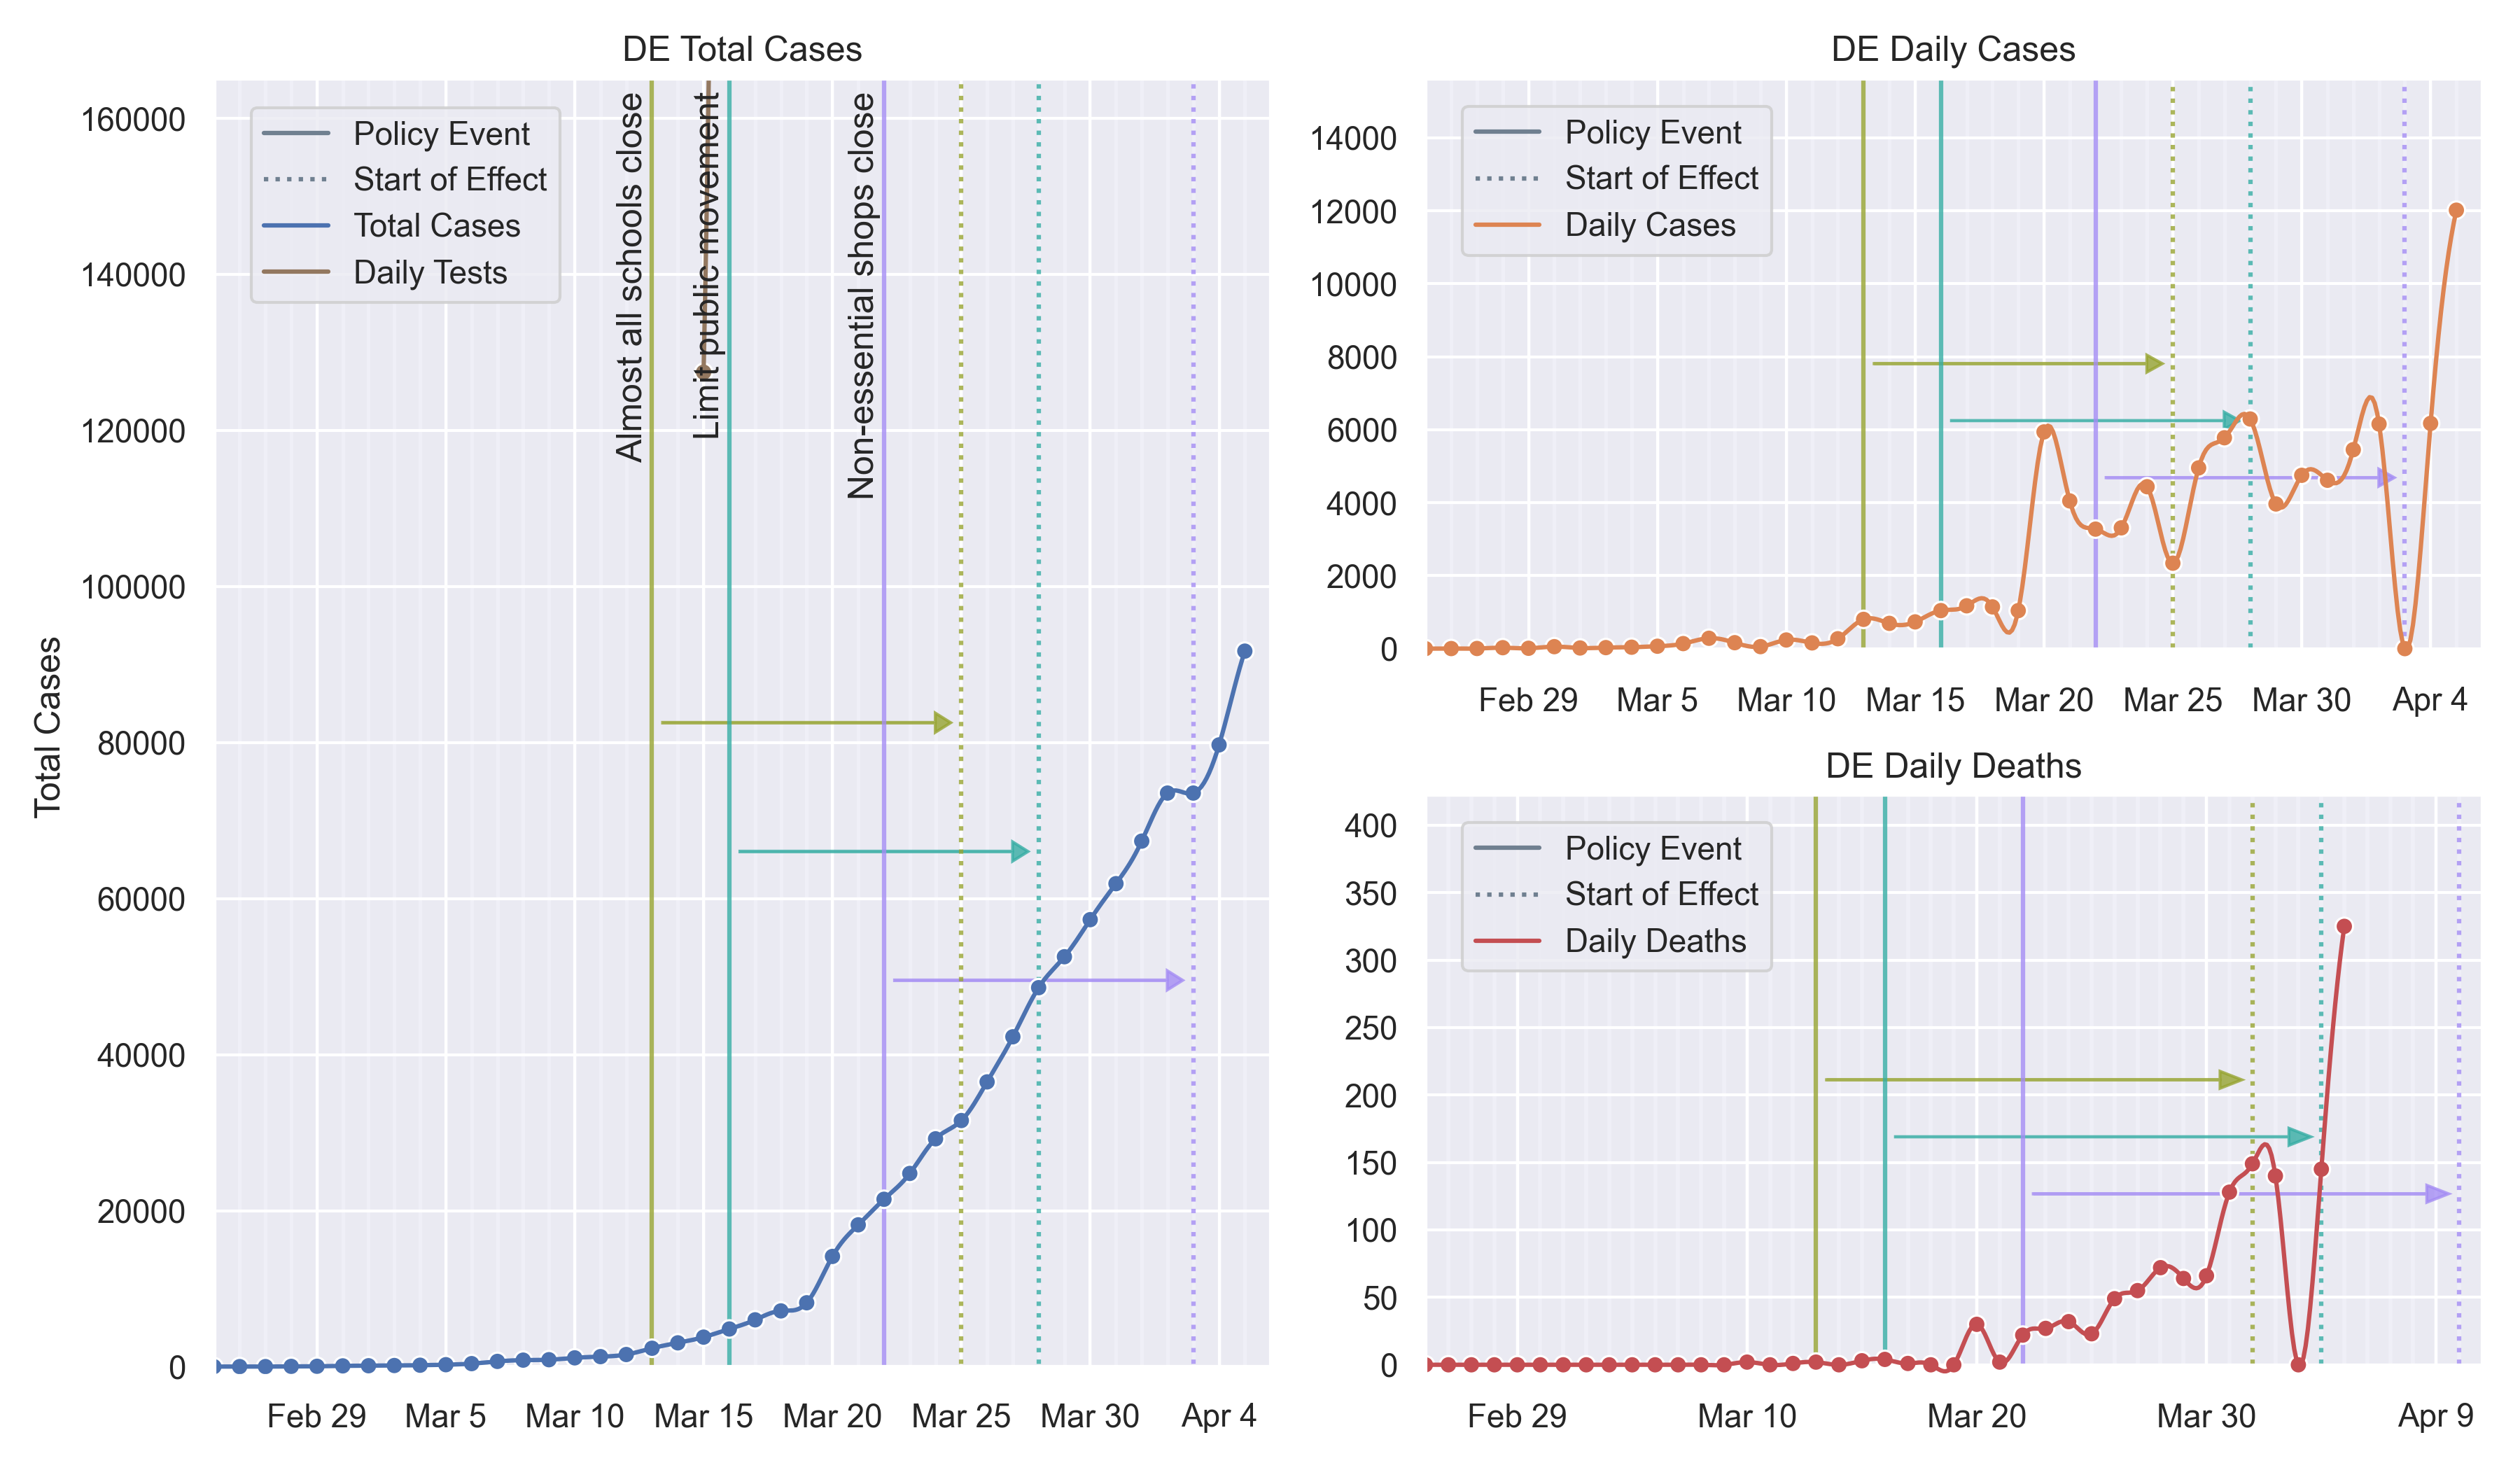 DE Total Cases
Total Cases
160000
140000
120000
100000
80000
60000
40000
20000
0
Policy Event
Start of Effect
Total Cases
Daily Tests
Almost all schools close
Limit public movement
Non-essential shops close
Feb 29
Mar 5
Mar 10
Mar 15
Mar 20
Mar 25
Mar 30
Apr 4
DE Daily Cases
14000
12000
10000
8000
6000
4000
2000
0
Policy Event
Start of Effect
Daily Cases
Feb 29
Mar 5
Mar 10
Mar 15
Mar 20
Mar 25
Mar 30
Apr 4
DE Daily Deaths
400
350
300
250
200
150
100
50
0
Policy Event
Start of Effect
Daily Deaths
Feb 29
Mar 10
Mar 20
Mar 30
Apr 9